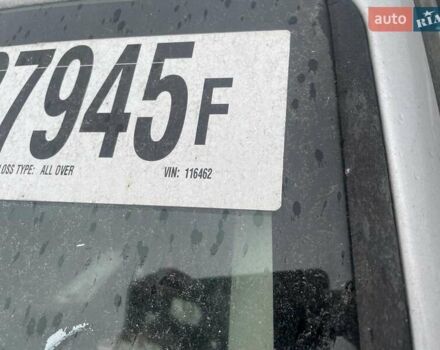 auto RIA
7945F
LOSS TYPE: ALL OVER VIN: 116462